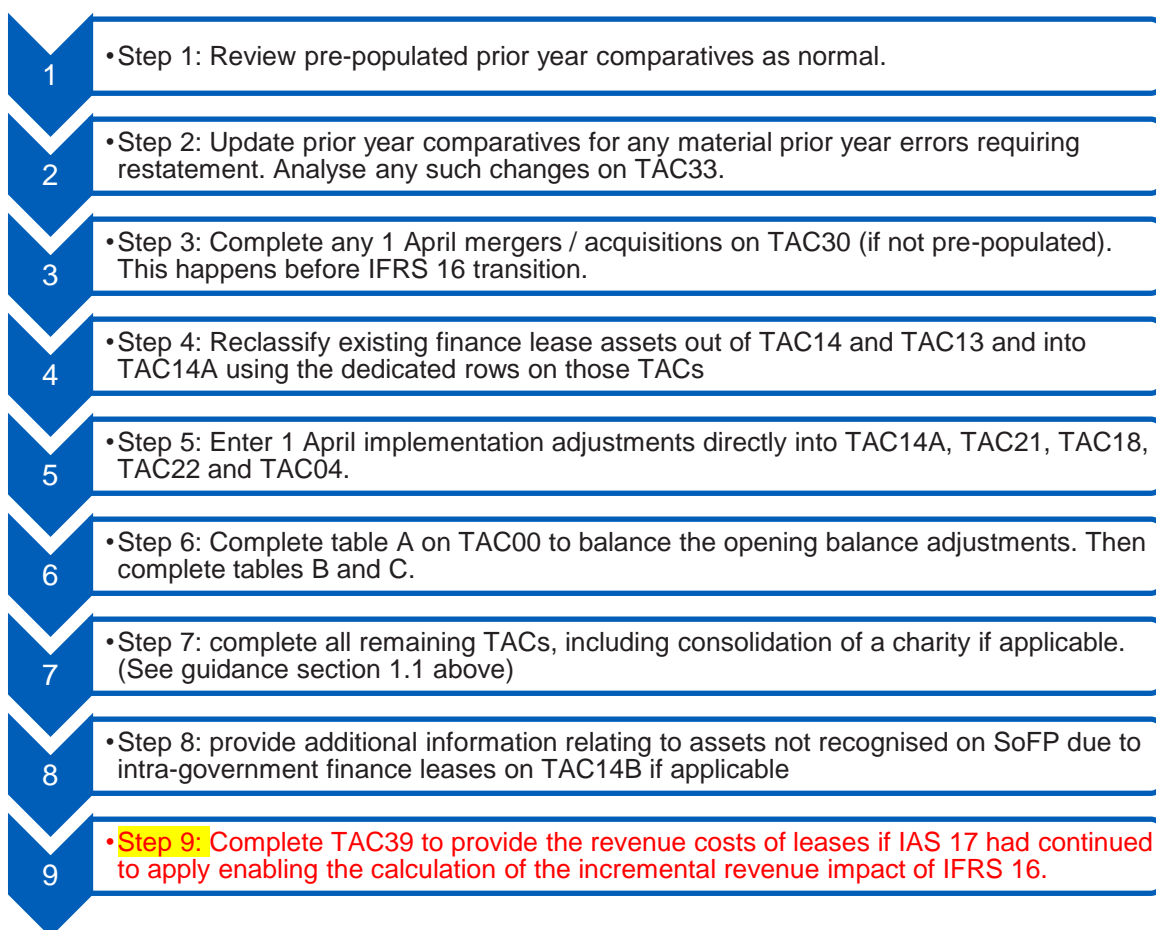 1
•Step 1: Review pre-populated prior year comparatives as normal.
2
•Step 2: Update prior year comparatives for any material prior year errors requiring
restatement. Analyse any such changes on TAC33.
3
•Step 3: Complete any 1 April mergers / acquisitions on TAC30 (if not pre-populated).
This happens before IFRS 16 transition.
4
•Step 4: Reclassify existing finance lease assets out of TAC14 and TAC13 and into
TAC14A using the dedicated rows on those TACs
5
•Step 5: Enter 1 April implementation adjustments directly into TAC14A, TAC21, TAC18,
TAC22 and TAC04.
6
•Step 6: Complete table A on TAC00 to balance the opening balance adjustments. Then
complete tables B and C.
7
•Step 7: complete all remaining TACs, including consolidation of a charity if applicable.
(See guidance section 1.1 above)
8
•Step 8: provide additional information relating to assets not recognised on SoFP due to
intra-government finance leases on TAC14B if applicable
9
•Step 9: Complete TAC39 to provide the revenue costs of leases if IAS 17 had continued
to apply enabling the calculation of the incremental revenue impact of IFRS 16.